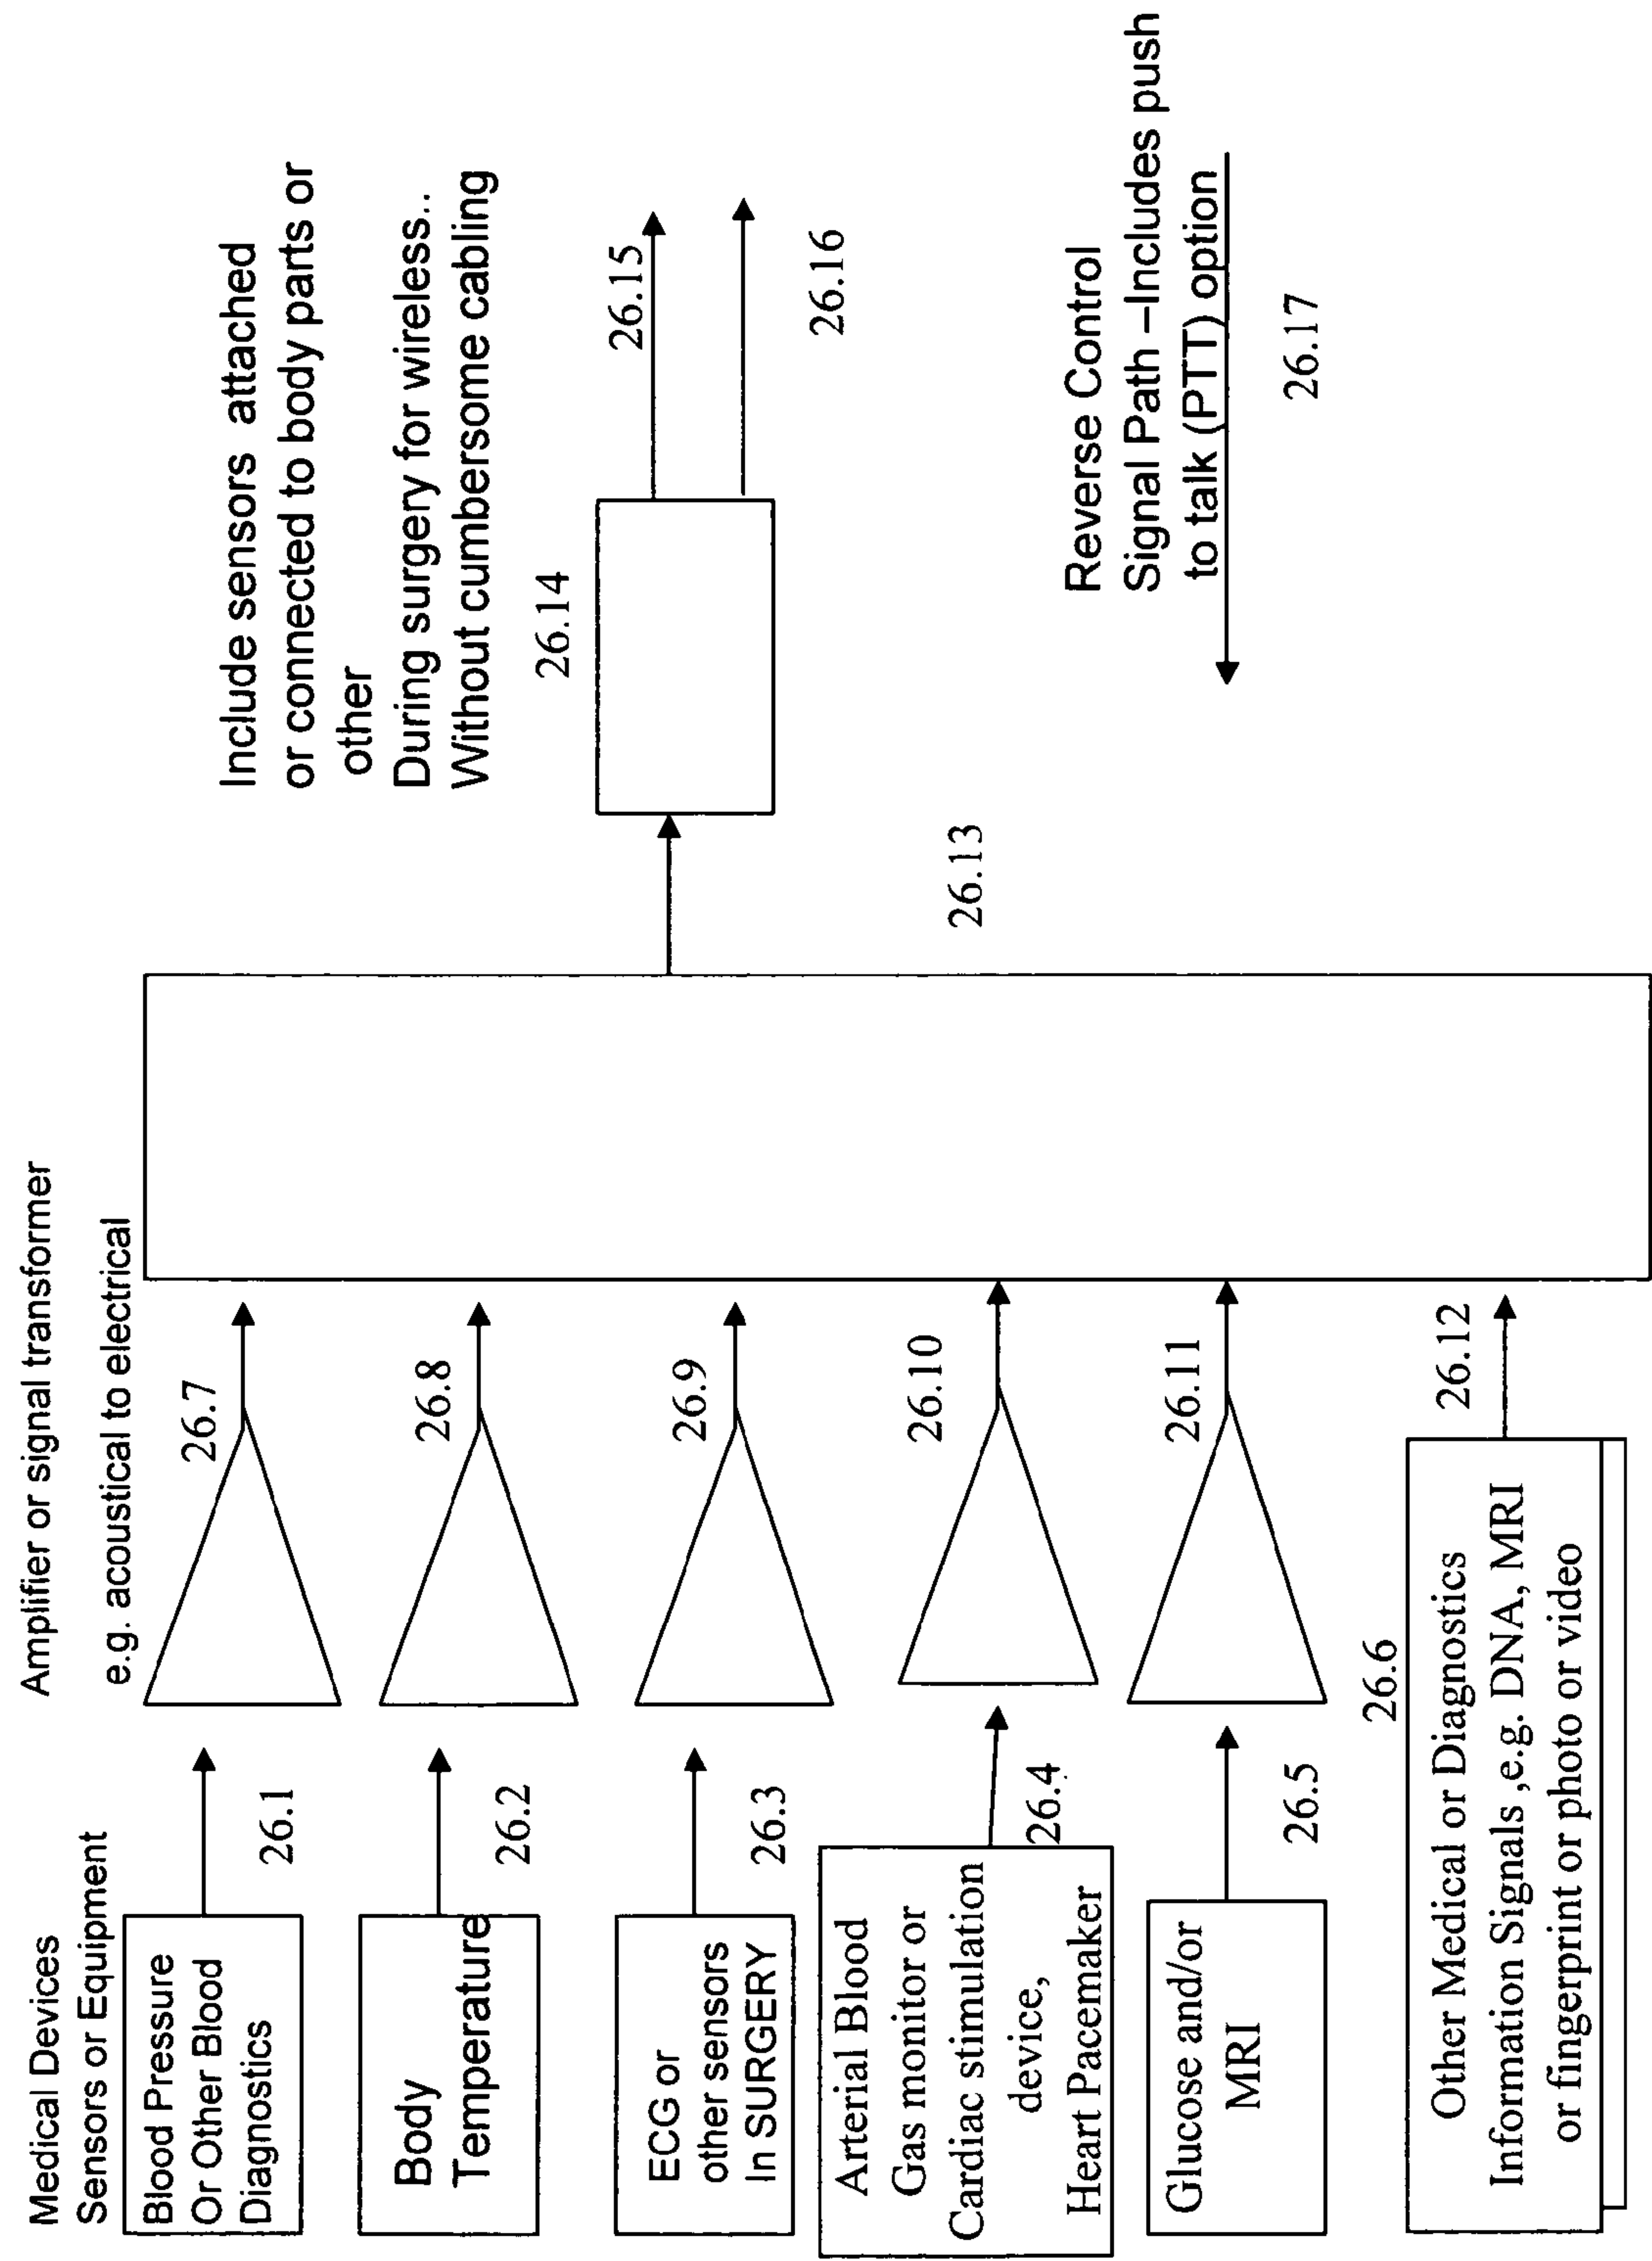 Amplifier or signal transformer
e.g. acoustical to electrical
Medical Devices
Sensors or Equipment
Blood Pressure
Or Other Blood
Diagnostics
26.1
26.7
Body
Temperature
26.2
26.8
ECG or
other sensors
In SURGERY
26.3
26.9
Arterial Blood
Gas monitor or
Cardiac stimulation
device,
Heart Pacemaker
26.4
26.10
Glucose and/or
MRI
26.5
26.11
26.6
Other Medical or Diagnostics
Information Signals ,e.g. DNA, MRI
or fingerprint or photo or video
26.12
26.13
Include sensors attached
or connected to body parts or
other
During surgery for wireless..
Without cumbersome cabling
26.14
26.15
26.16
Reverse Control
Signal Path –Includes push
to talk (PTT) option
26.17